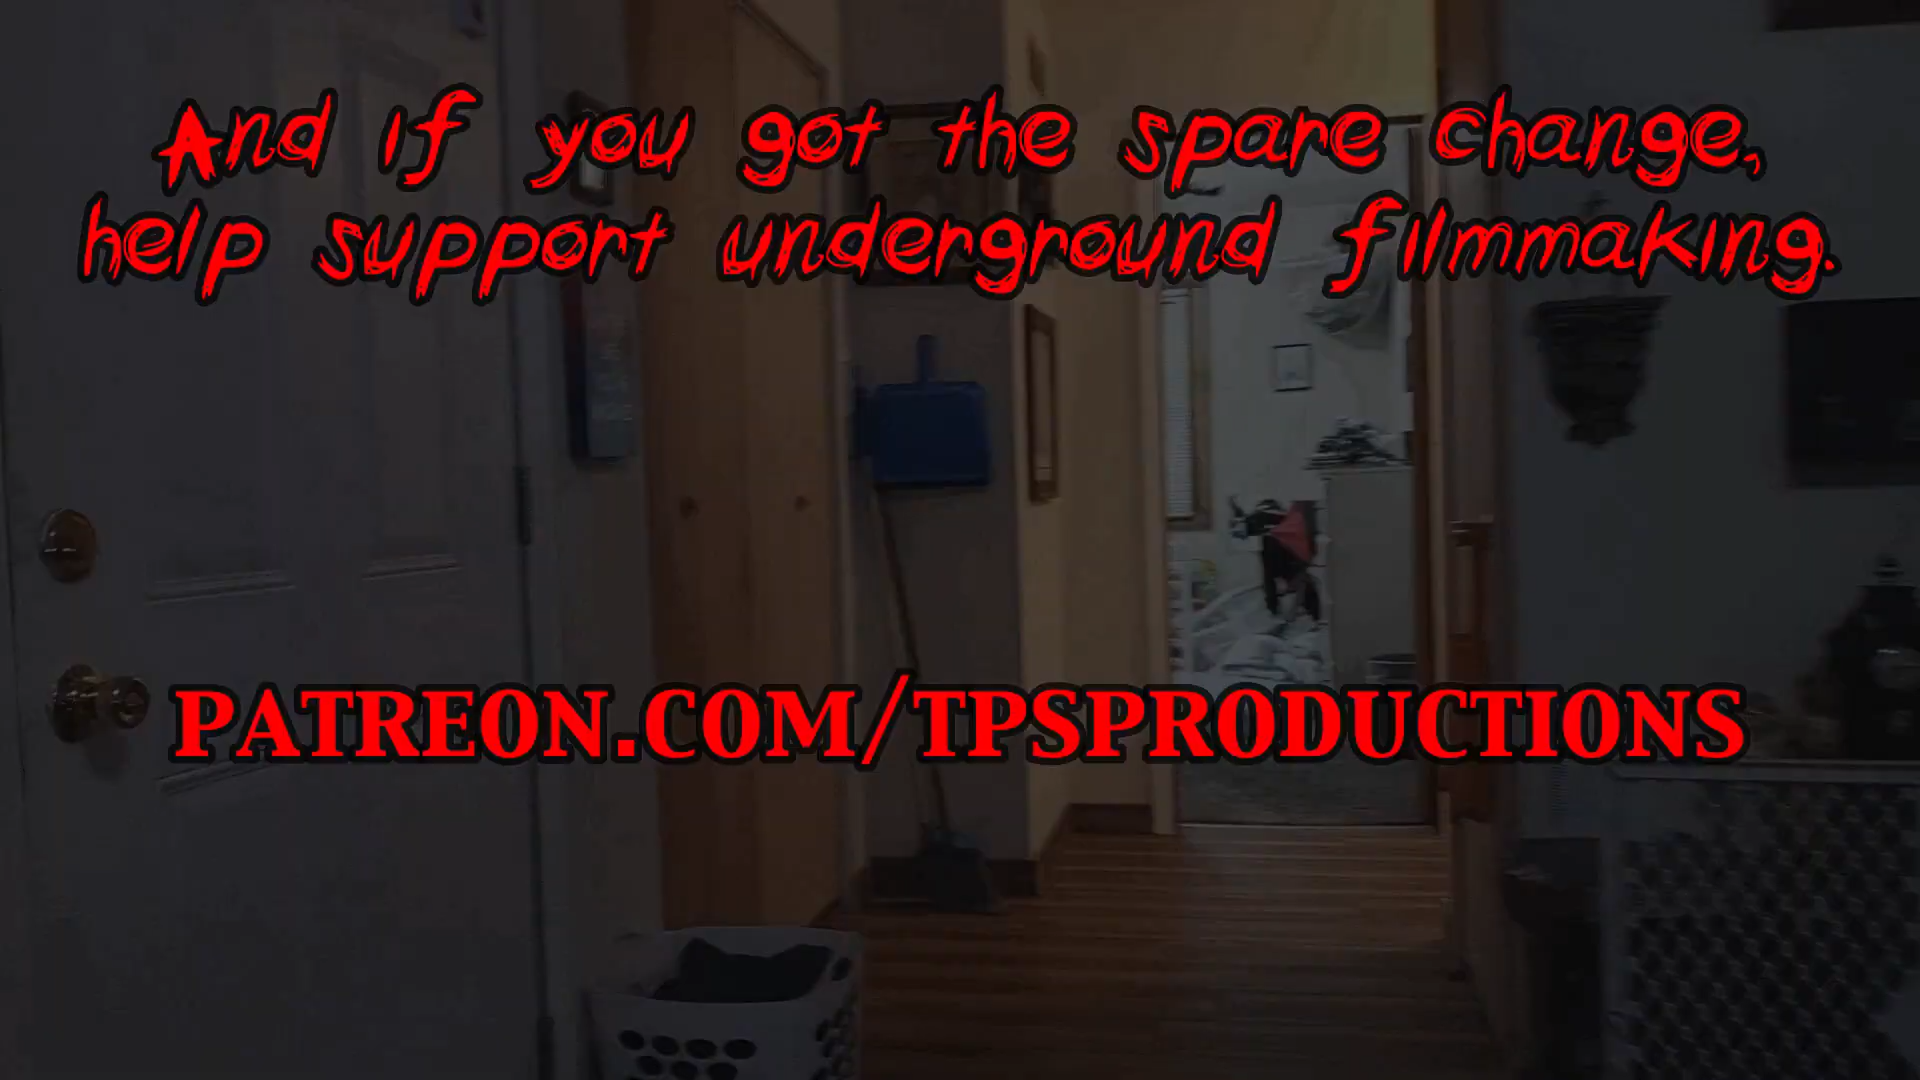 And if you got the spare change,
help support underground filmmaking.
PATREON.COM/TPSPRODUCTIONS